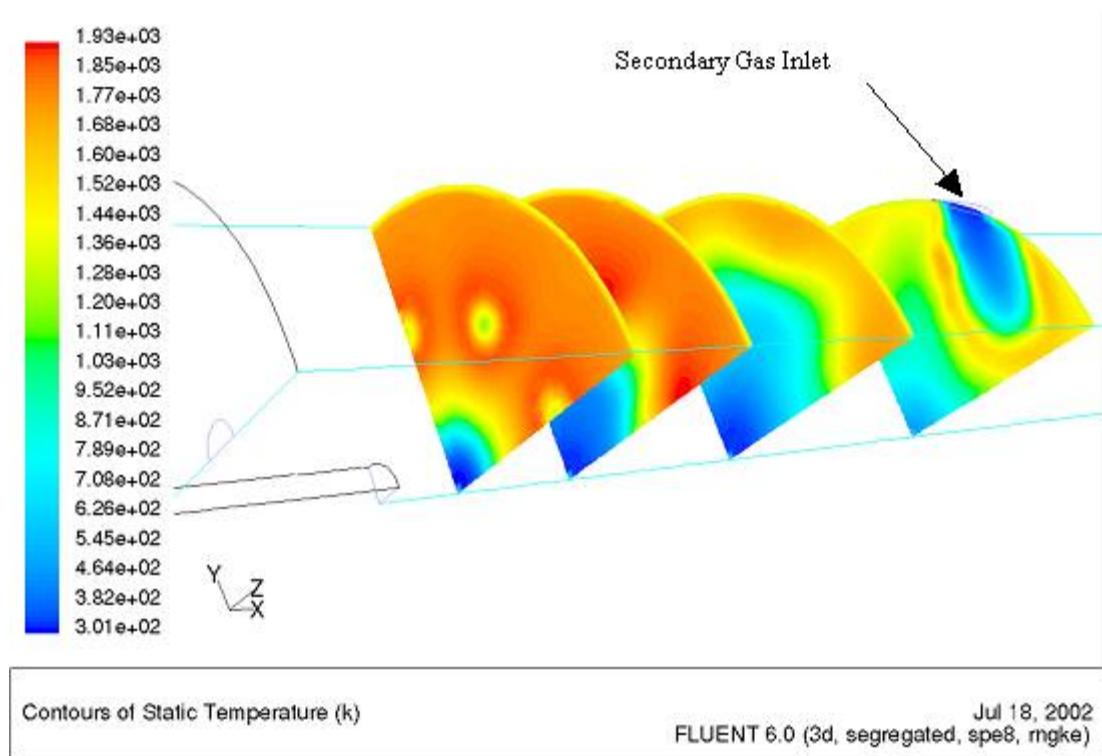 1.93e+03
1.85e+03
1.77e+03
1.68e+03
1.60e+03
1.52e+03
1.44e+03
1.36e+03
1.28e+03
1.20e+03
1.11e+03
1.03e+03
9.52e+02
8.71e+02
7.89e+02
7.08e+02
6.26e+02
5.45e+02
4.64e+02
3.82e+02
3.01e+02
Secondary Gas Inlet
Y
Z
X
Contours of Static Temperature (k)
Jul 18, 2002
FLUENT 6.0 (3d, segregated, spe8, rngke)